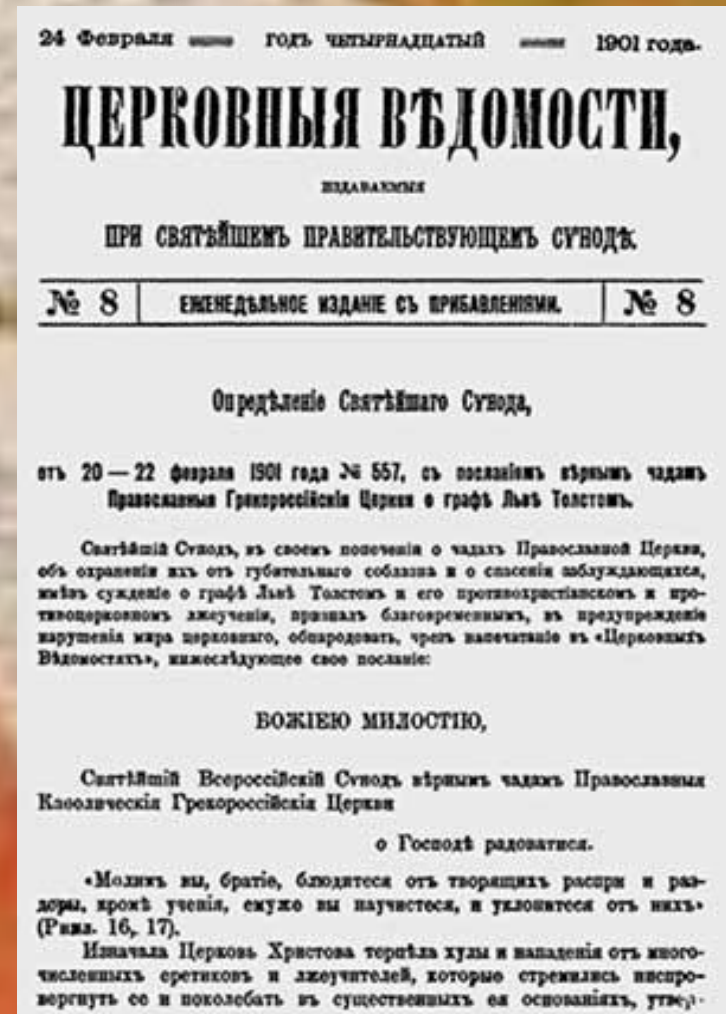 24 Февраля годъ четырнадцатый 1901 года.
ЦЕРКОВНЫЯ ВѢДОМОСТИ,
ИЗДАВАЕМЫЯ
ПРИ СВЯТѢЙШЕМЪ ПРАВИТЕЛЬСТВУЮЩЕМЪ СѴНОДѢ.
№ 8 ЕЖЕНЕДѢЛЬНОЕ ИЗДАНІЕ СЪ ПРИБАВЛЕНІЯМИ. № 8
Опредѣленіе Святѣйшаго Сѵнода,
отъ 20 — 22 февраля 1901 года № 557, съ посланіемъ вѣрнымъ чадамъ
Православныя Грекороссійскія Церкви о графѣ Львѣ Толстомъ.
Святѣйшій Сѵнодъ, въ своемъ попеченіи о чадахъ Православной Церкви,
объ охраненіи ихъ отъ губительнаго соблазна и о спасеніи заблуждающихся,
имѣвъ сужденіе о графѣ Львѣ Толстомъ и его противохристіанскомъ и про-
тивоцерковномъ лжеученіи, призналъ благовременнымъ, въ предупрежденіе
нарушенія мира церковнаго, обнародовать, чрезъ напечатаніе въ «Церковныхъ
Вѣдомостяхъ», нижеслѣдующее свое посланіе:
БОЖІЕЮ МИЛОСТІЮ,
Святѣйшій Всероссійскій Сѵнодъ вѣрнымъ чадамъ Православныя
Каѳолическія Грекороссійскія Церкви
о Господѣ радоватися.
«Молимъ вы, братіе, блюдитеся отъ творящихъ распри и раз-
доры, кромѣ ученія, емуже вы научистеся, и уклонитеся отъ нихъ»
(Римл. 16, 17).
Изначала Церковь Христова терпѣла хулы и нападенія отъ много-
численныхъ еретиковъ и лжеучителей, которые стремились ниспро-
вергнуть ее и поколебать въ существенныхъ ея основаніяхъ, утвер-